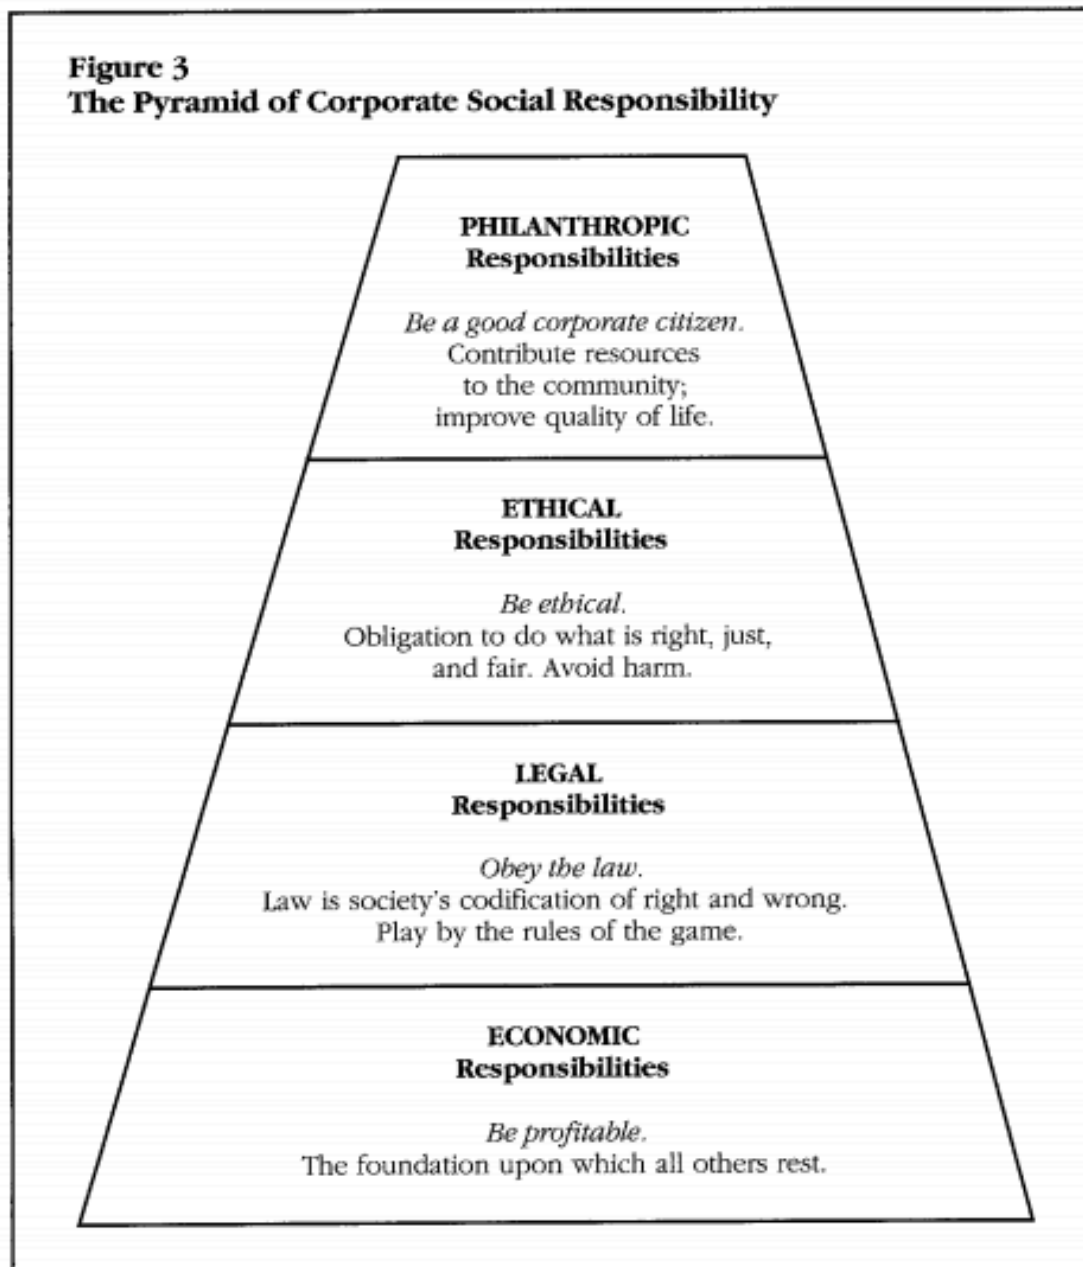 Figure 3
The Pyramid of Corporate Social Responsibility
PHILANTHROPIC
Responsibilities
Be a good corporate citizen.
Contribute resources
to the community;
improve quality of life.
ETHICAL
Responsibilities
Be ethical.
Obligation to do what is right, just,
and fair. Avoid harm.
LEGAL
Responsibilities
Obey the law.
Law is society's codification of right and wrong.
Play by the rules of the game.
ECONOMIC
Responsibilities
Be profitable.
The foundation upon which all others rest.